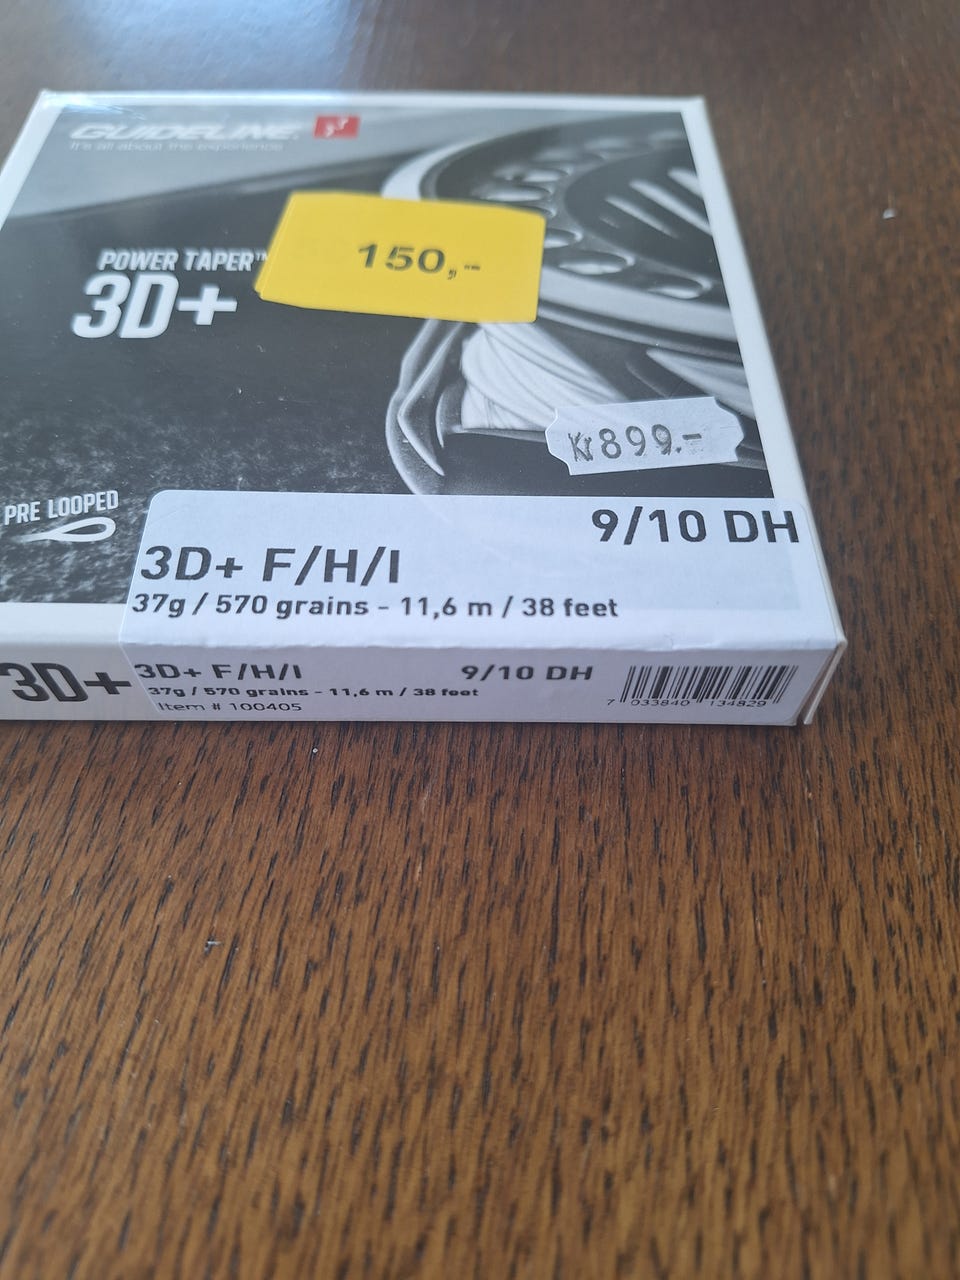 GUIDELINE
It's all about the experience
POWER TAPER™
3D+
150,--
Kr899.-
PRE LOOPED
9/10 DH
3D+ F/H/I
37g / 570 grains - 11,6 m / 38 feet
3D+
3D+ F/H/I
9/10 DH
37g / 570 grains - 11,6 m / 38 feet
Item # 100405
7 033840 134829